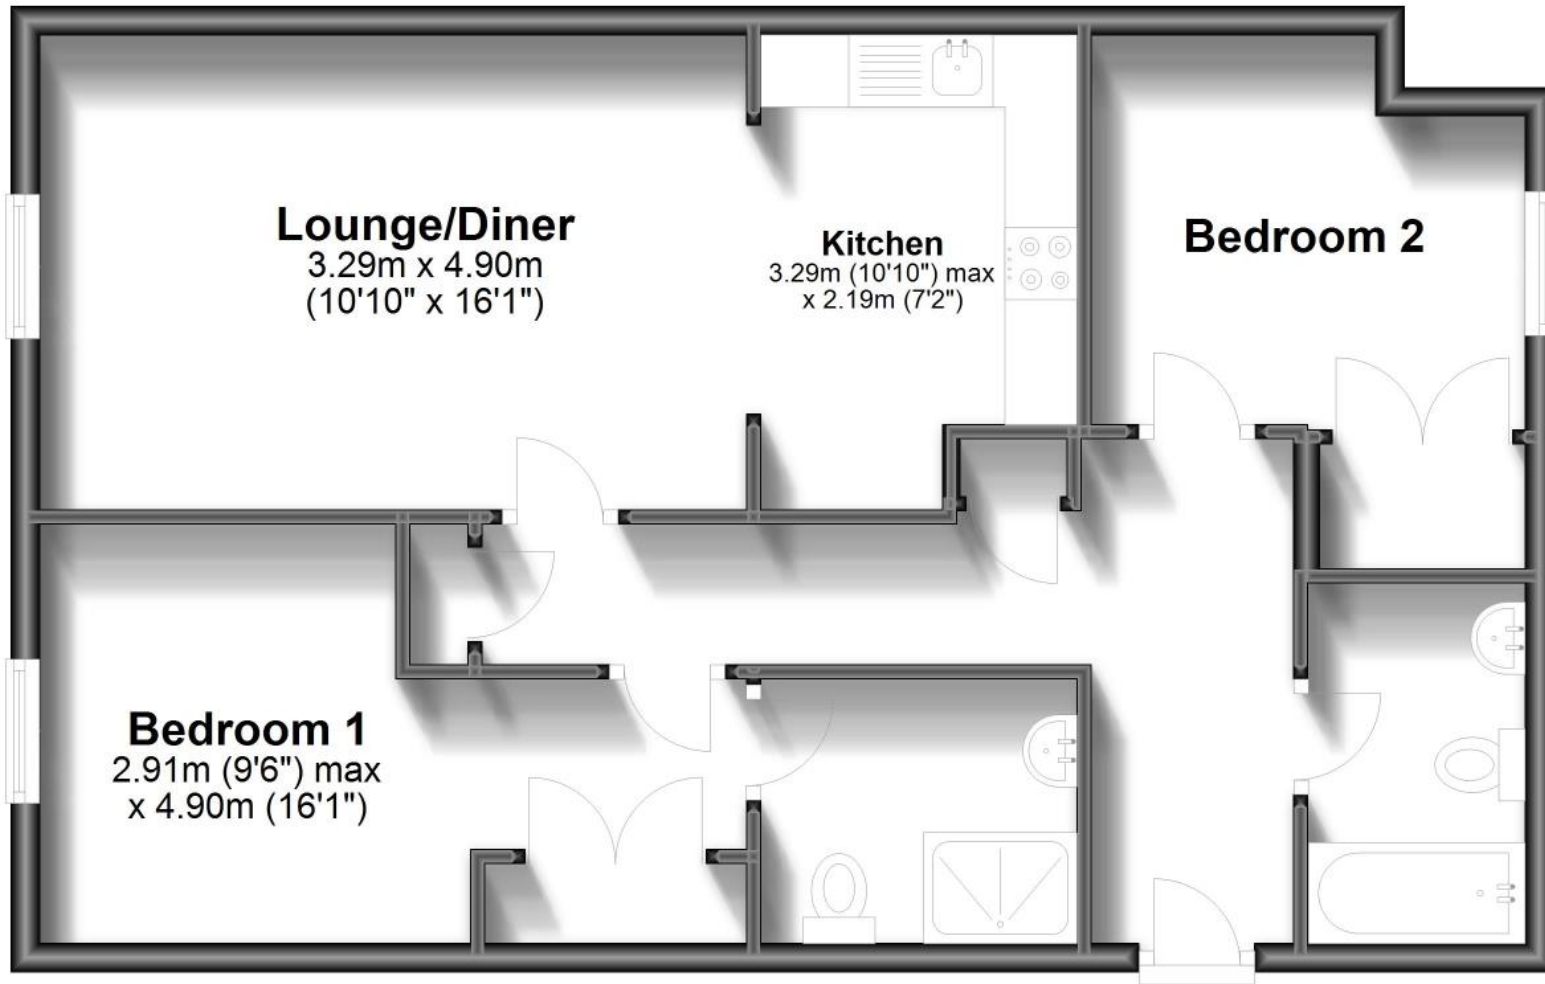 Lounge/Diner
3.29m x 4.90m
(10'10" x 16'1")
Kitchen
3.29m (10'10") max
x 2.19m (7'2")
Bedroom 2
Bedroom 1
2.91m (9'6") max
x 4.90m (16'1")